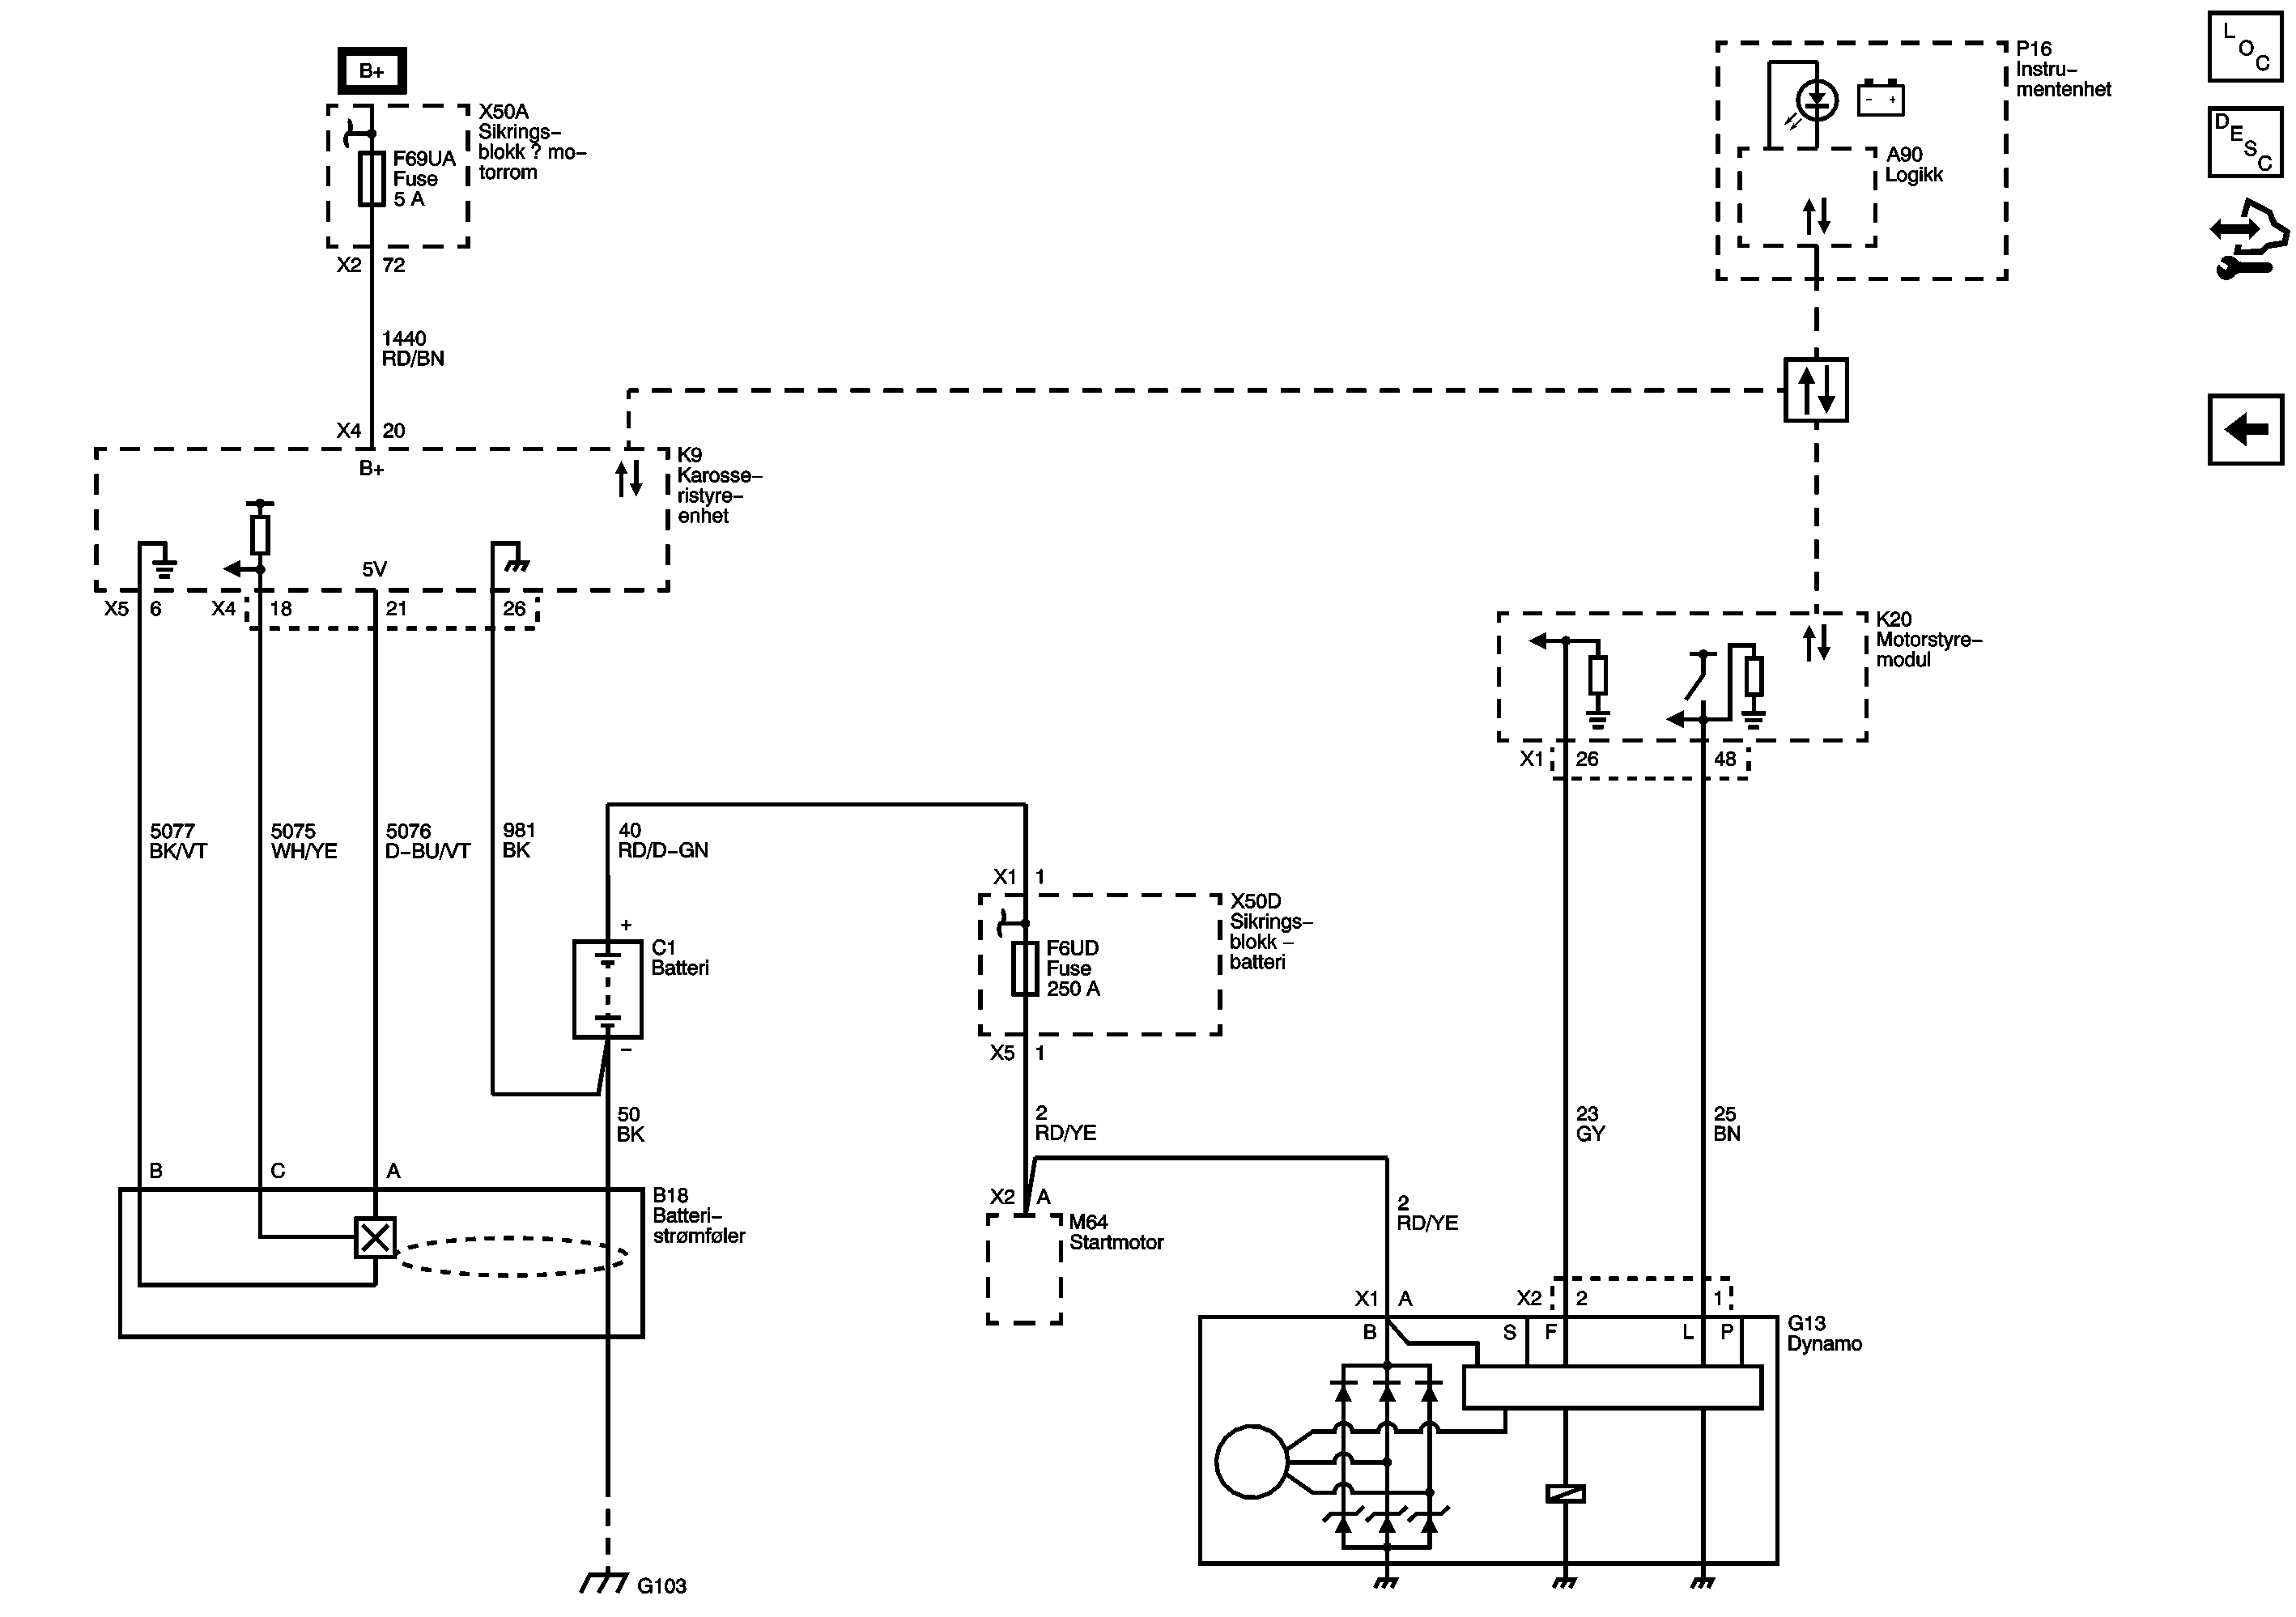 B+
X50A
Sikrings–
blokk ? mo–
torrom
F69UA
Fuse
5 A
X2 72
1440
RD/BN
X4 20
B+
K9
Karosse–
ristyre–
enhet
5V
X5 6
X4 18
21
26
5077
BK/VT
5075
WH/YE
5076
D–BU/VT
981
BK
40
RD/D–GN
+
C1
Batteri
–
50
BK
B
C
A
B18
Batteri–
strømføler
G103
X1 1
X50D
Sikrings–
blokk –
batteri
F6UD
Fuse
250 A
X5 1
2
RD/YE
X2 A
M64
Startmotor
2
RD/YE
P16
Instru–
mentenhet
– +
A90
Logikk
K20
Motorstyre–
modul
X1 26
48
23
GY
25
BN
X1 A
X2 2
1
B
S
F
L
P
G13
Dynamo
L
O
C
D
E
S
C